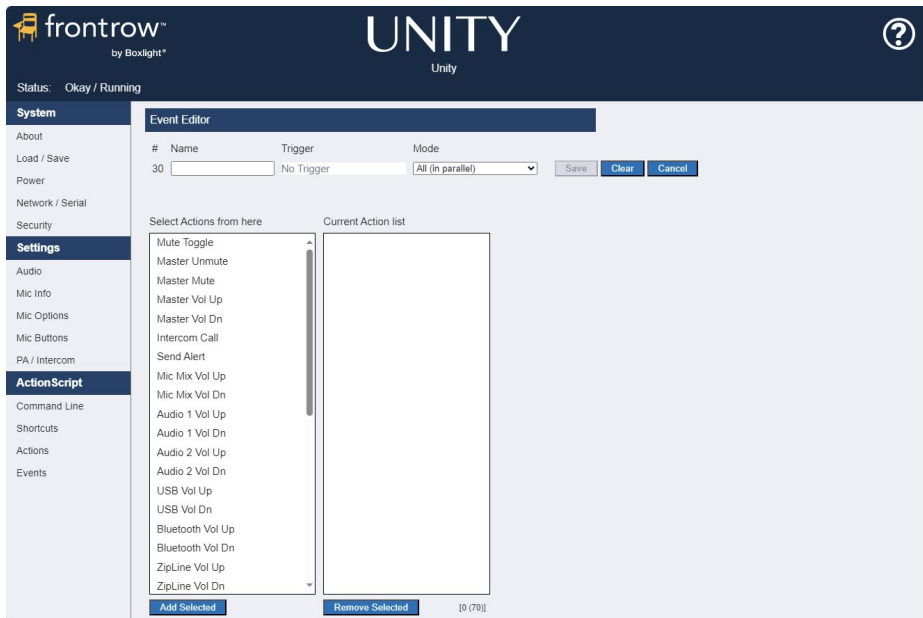 frontrow™
by Boxlight®
UNITY
Unity
?
Status: Okay / Running
System
About
Load / Save
Power
Network / Serial
Security
Settings
Audio
Mic Info
Mic Options
Mic Buttons
PA / Intercom
ActionScript
Command Line
Shortcuts
Actions
Events
Event Editor
# Name Trigger Mode
30 No Trigger All (in parallel) Save Clear Cancel
Select Actions from here
Mute Toggle
Master Unmute
Master Mute
Master Vol Up
Master Vol Dn
Intercom Call
Send Alert
Mic Mix Vol Up
Mic Mix Vol Dn
Audio 1 Vol Up
Audio 1 Vol Dn
Audio 2 Vol Up
Audio 2 Vol Dn
USB Vol Up
USB Vol Dn
Bluetooth Vol Up
Bluetooth Vol Dn
ZipLine Vol Up
ZipLine Vol Dn
Add Selected
Current Action list
Remove Selected [0 (70)]